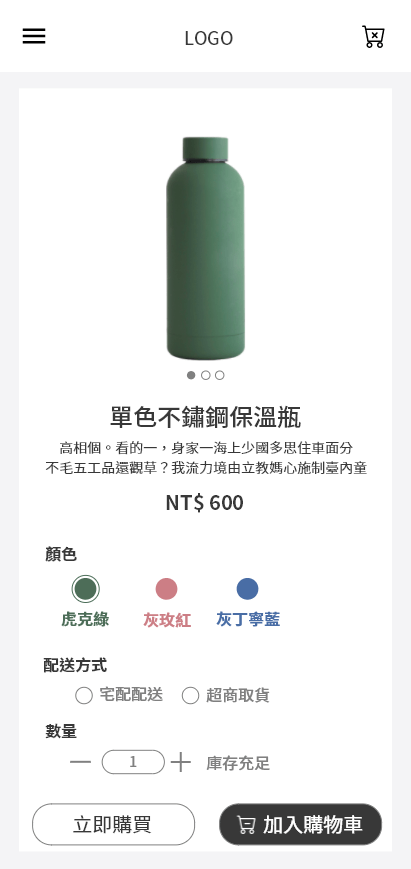 LOGO
單色不鏽鋼保溫瓶
高相個。看的一，身家一海上少國多思住車面分
不毛五工品還觀草？我流力境由立教媽心施制臺內童
NT$ 600
顏色
虎克綠 灰玫紅 灰丁寧藍
配送方式
宅配配送 超商取貨
數量
1 庫存充足
立即購買 加入購物車